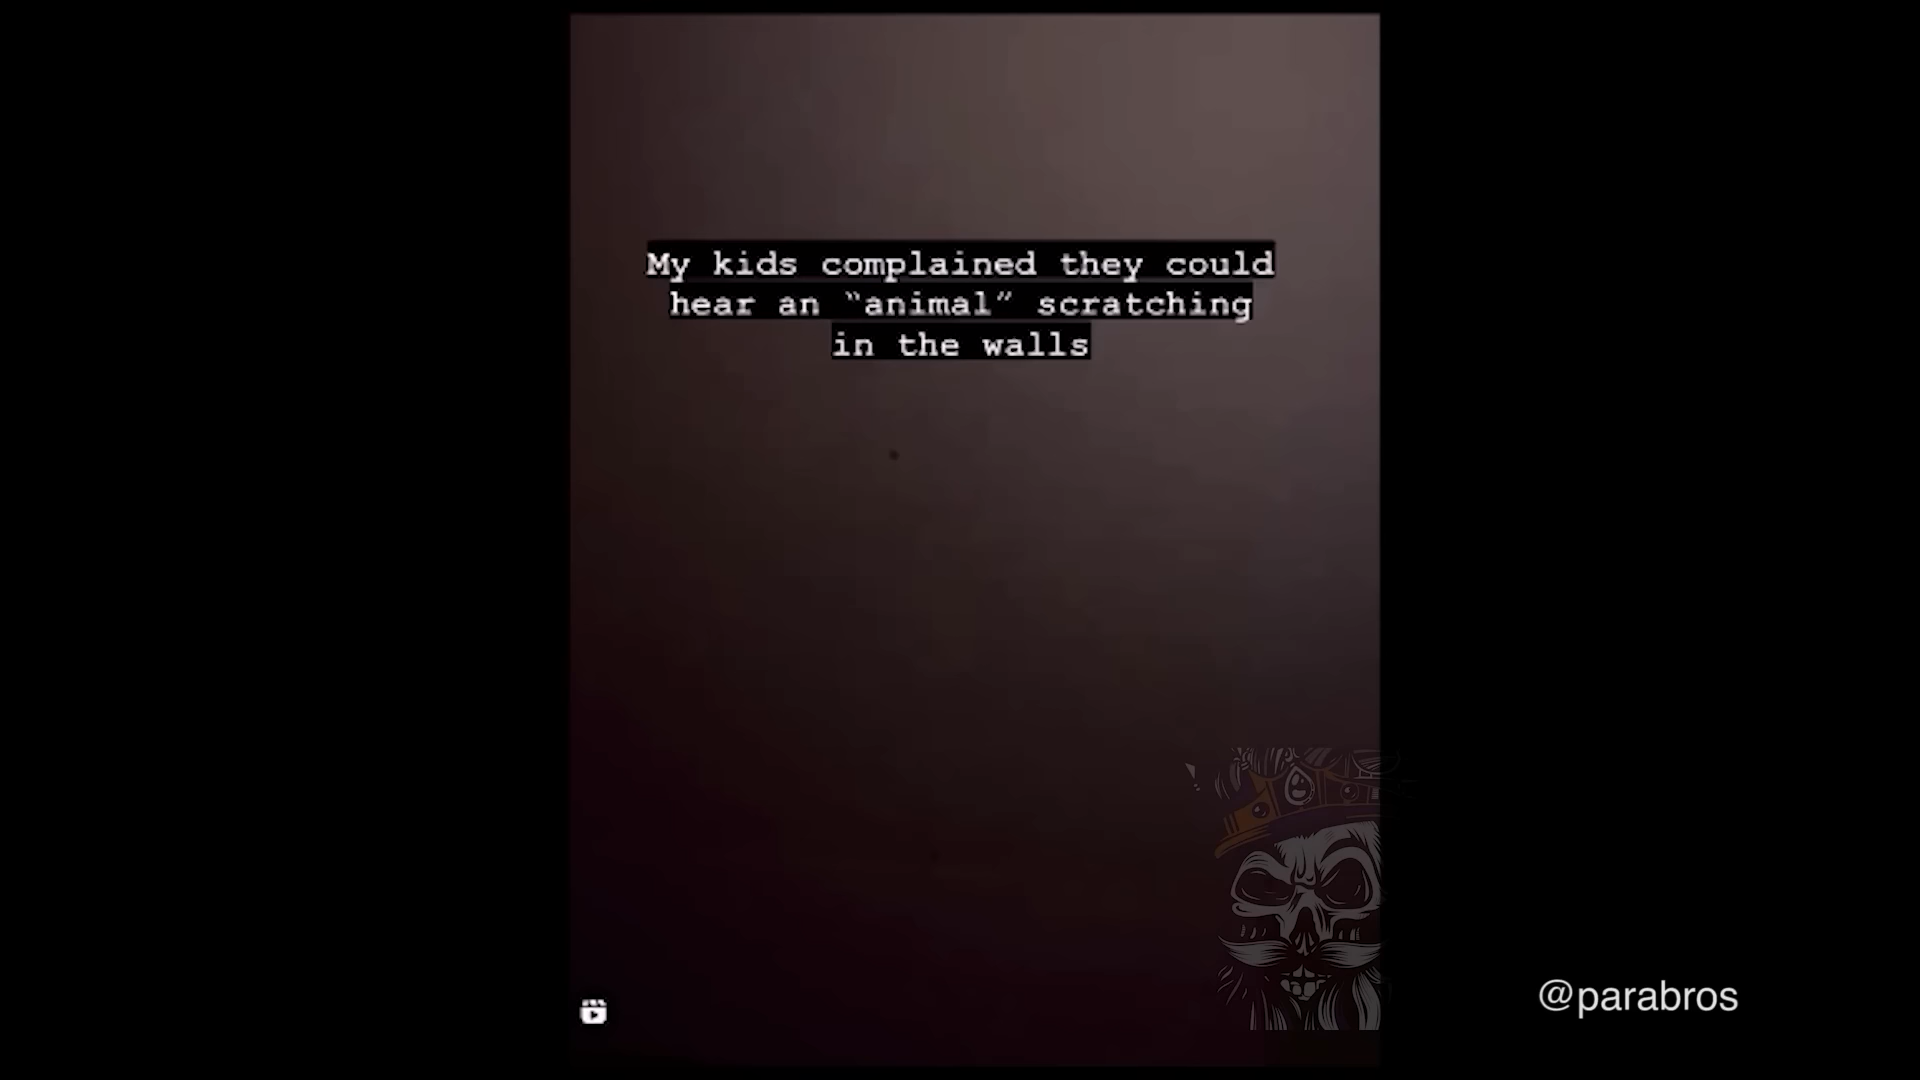 My kids complained they could
hear an “animal” scratching
in the walls
@parabros